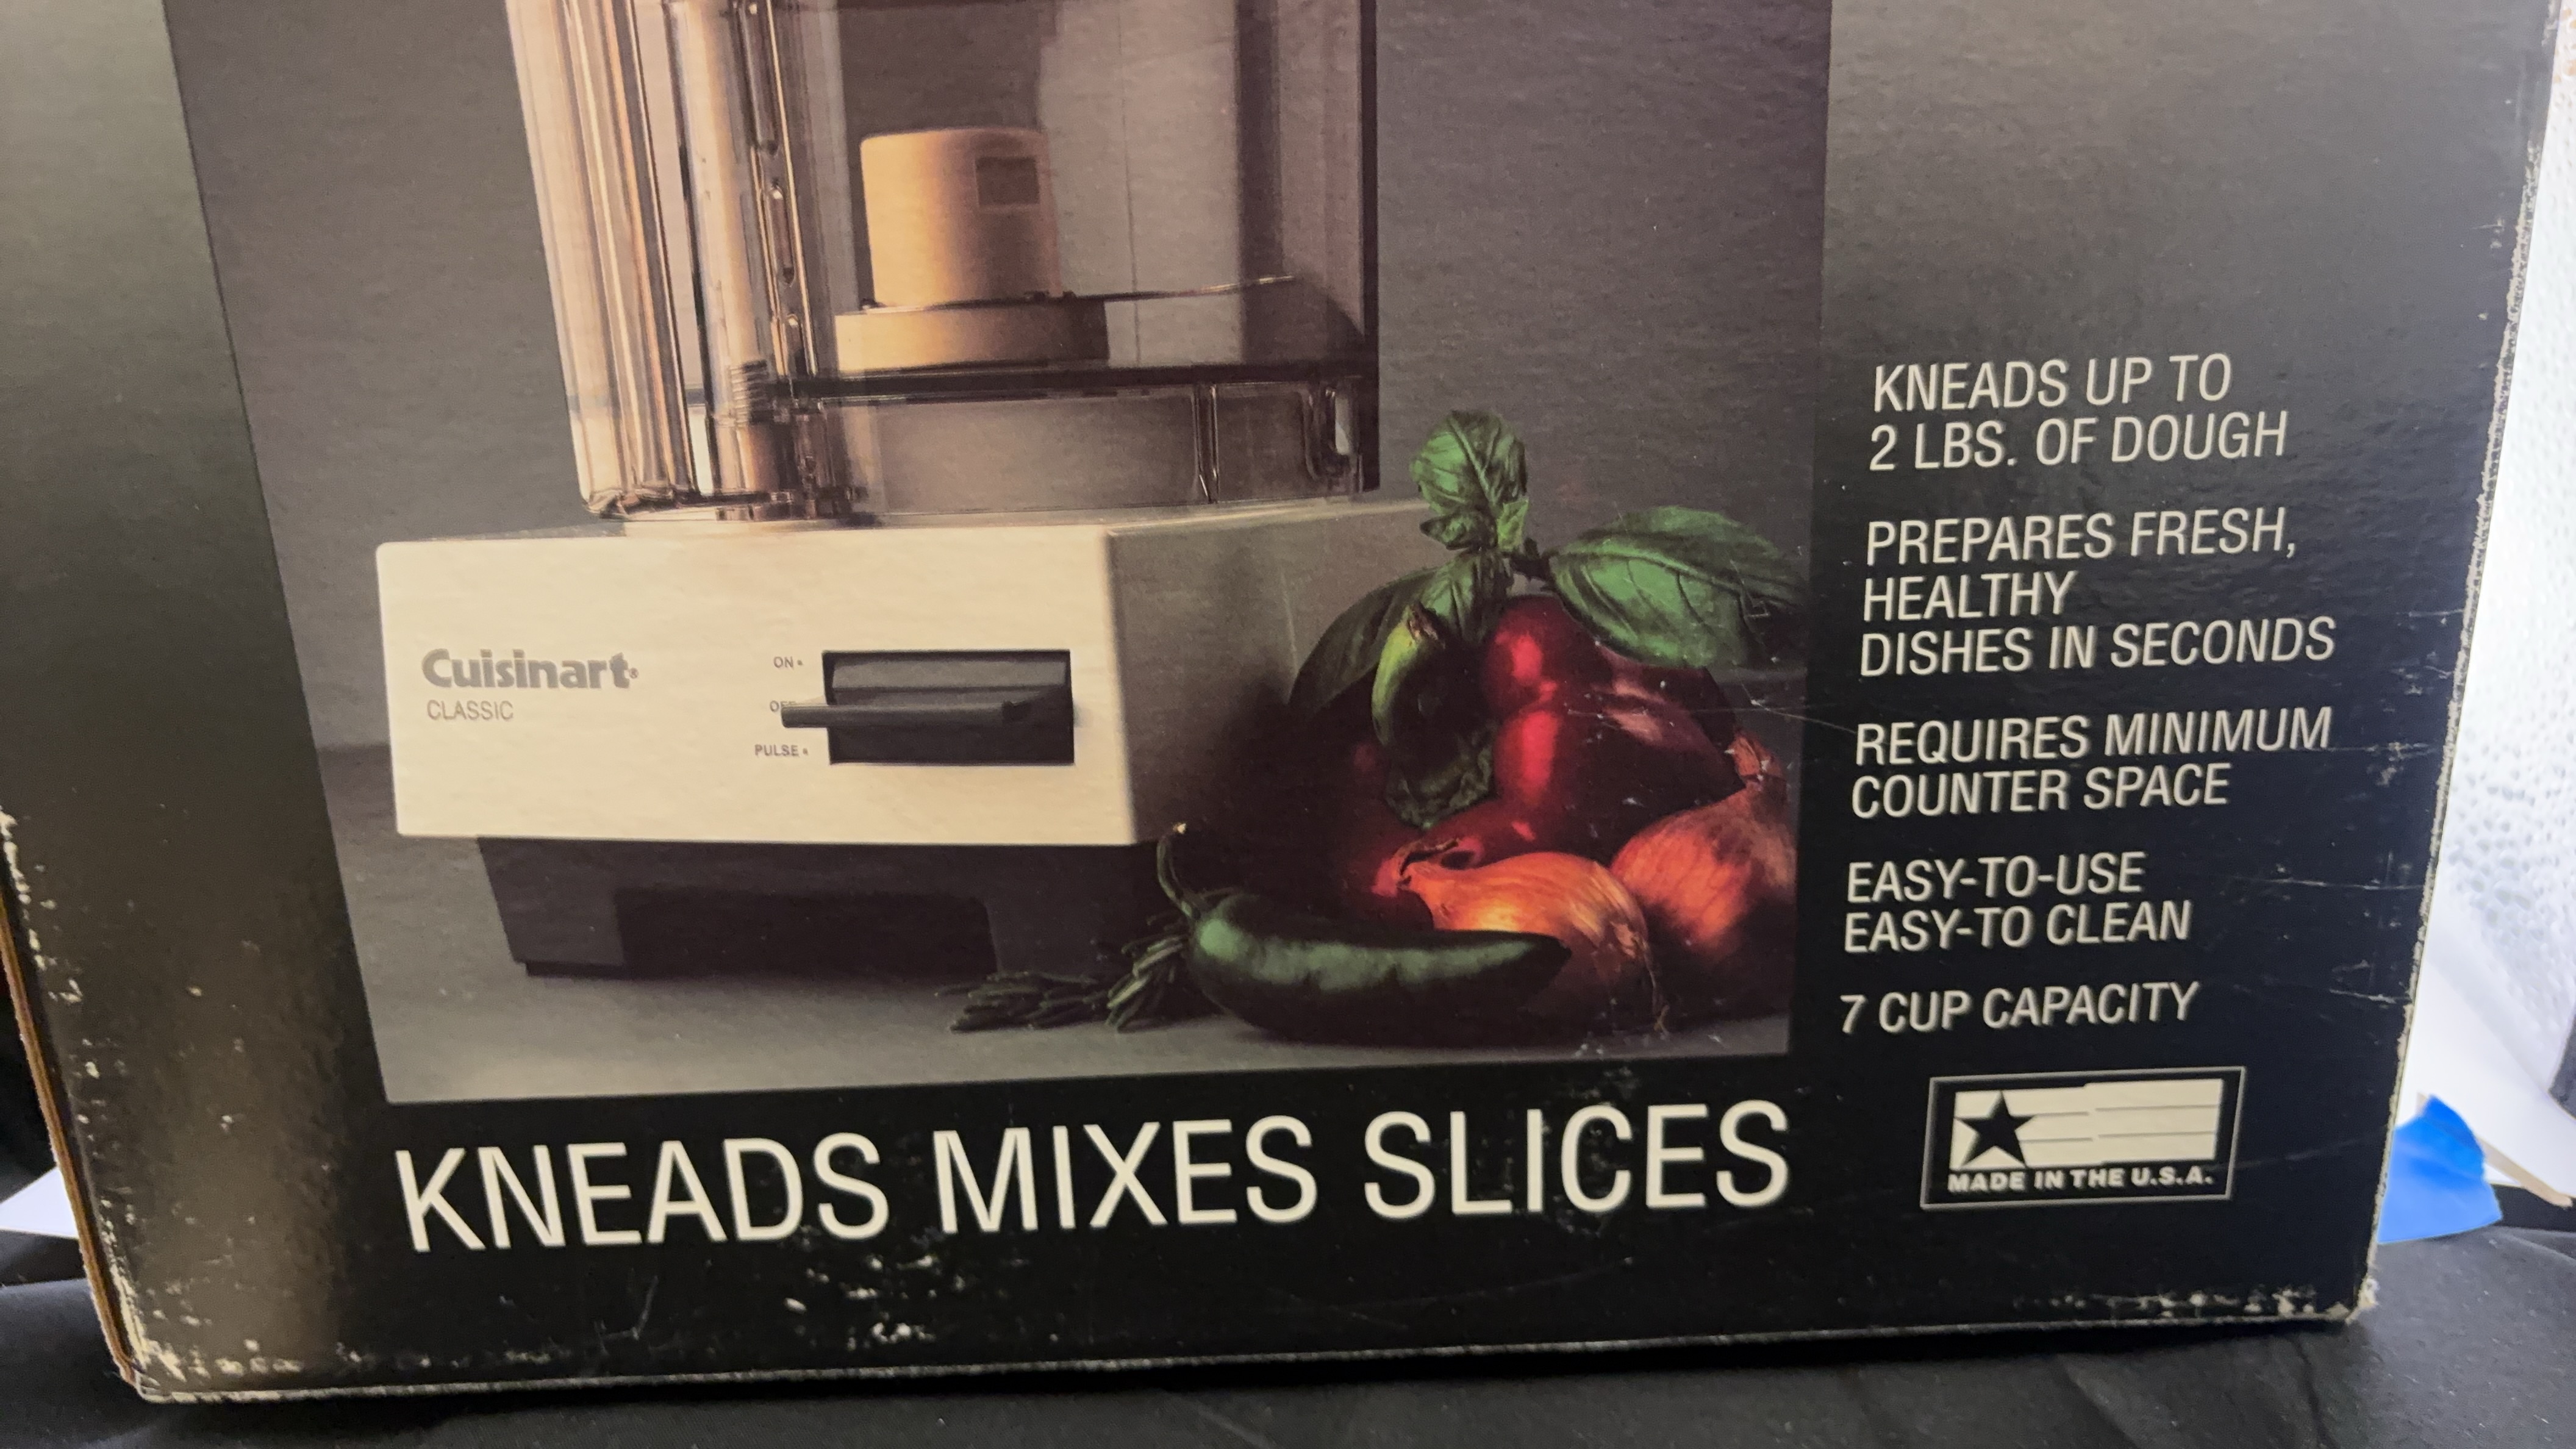 Cuisinart®
CLASSIC
ON
PULSE
KNEADS UP TO
2 LBS. OF DOUGH
PREPARES FRESH,
HEALTHY
DISHES IN SECONDS
REQUIRES MINIMUM
COUNTER SPACE
EASY-TO-USE
EASY-TO CLEAN
7 CUP CAPACITY
MADE IN THE U.S.A.
KNEADS MIXES SLICES